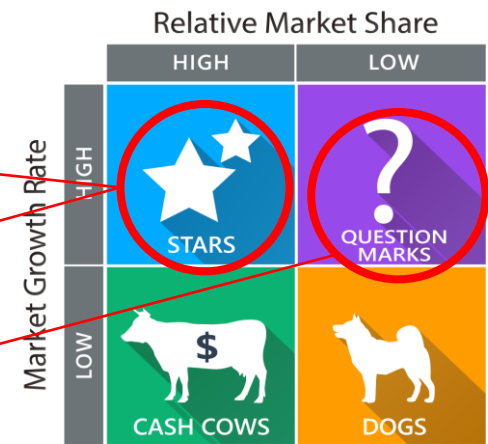 Relative Market Share
HIGH
LOW
Market Growth Rate
HIGH
LOW
STARS
?
QUESTION
MARKS
$
CASH COWS
DOGS